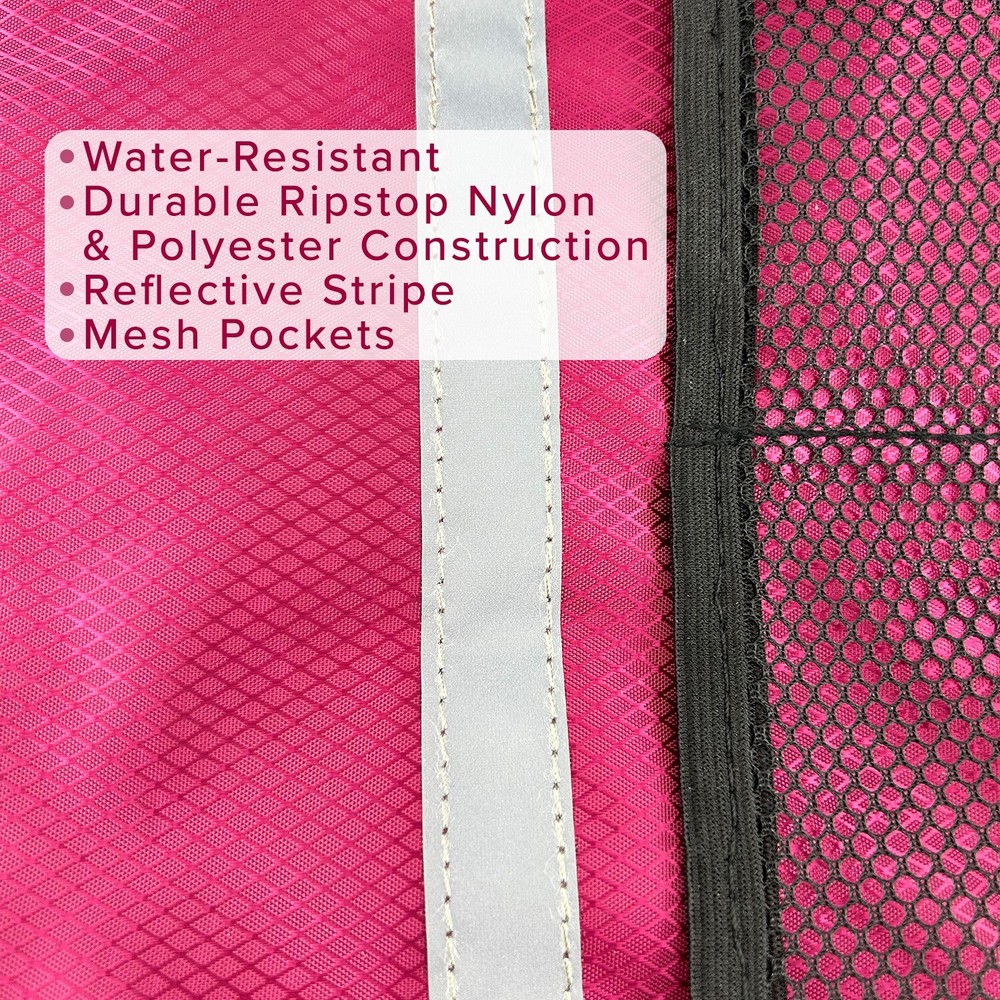 • Water-Resistant
• Durable Ripstop Nylon
& Polyester Construction
• Reflective Stripe
• Mesh Pockets